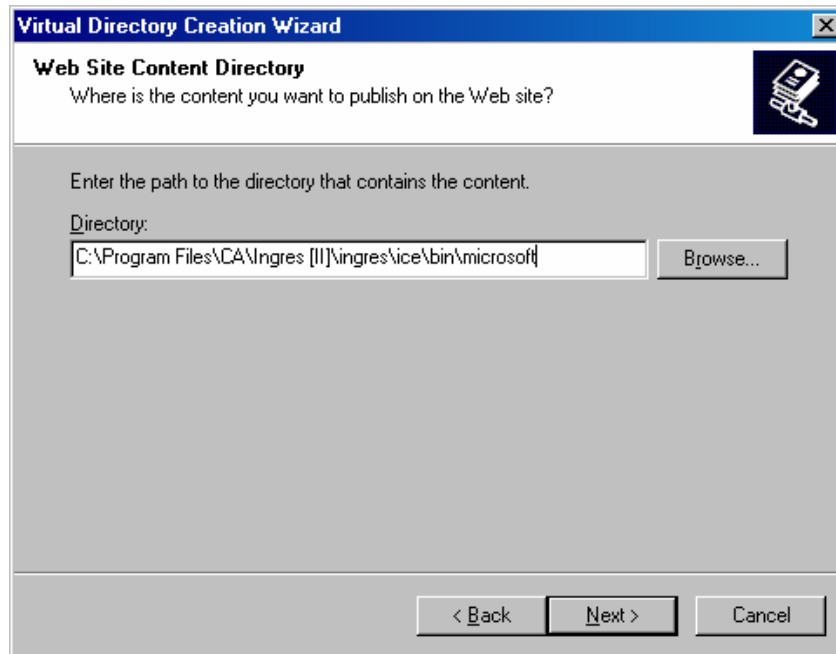 Virtual Directory Creation Wizard
Web Site Content Directory
Where is the content you want to publish on the Web site?
Enter the path to the directory that contains the content.
Directory:
C:\Program Files\CA\Ingres [II]\ingres\ice\bin\microsoft
Browse...
< Back
Next >
Cancel